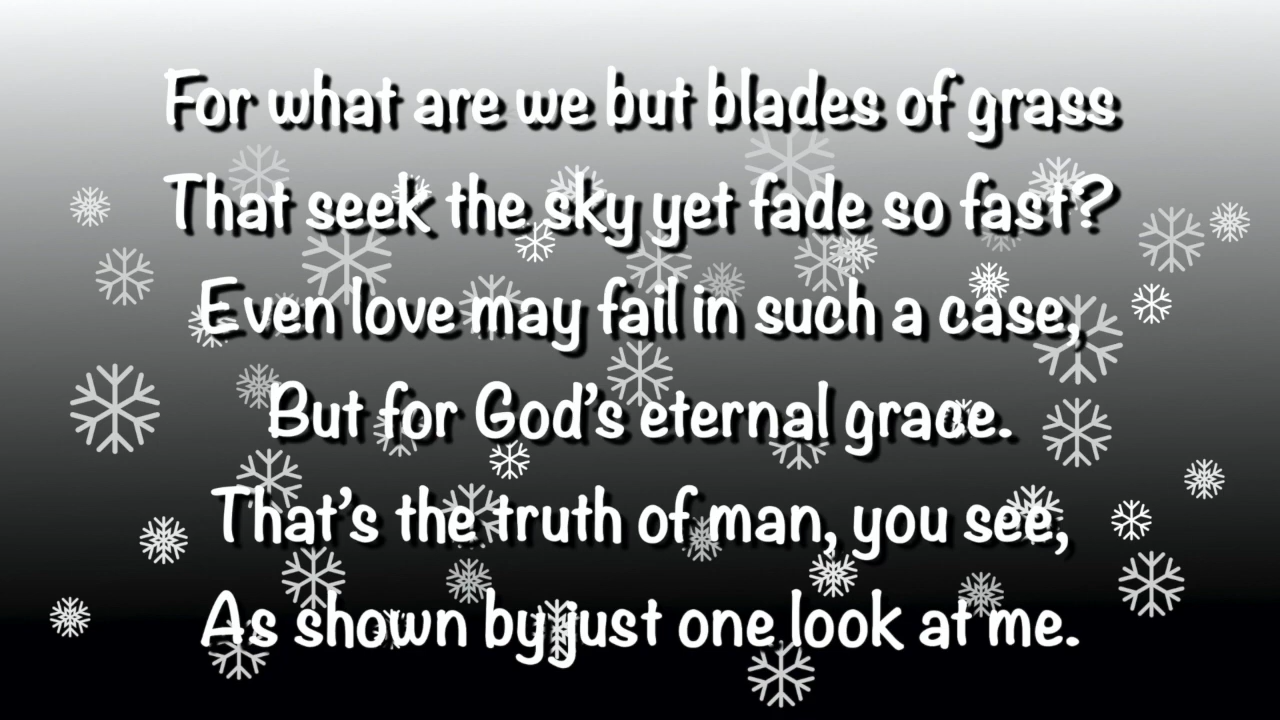 For what are we but blades of grass
That seek the sky yet fade so fast?
Even love may fail in such a case,
But for God's eternal grace.
That's the truth of man, you see,
As shown by just one look at me.